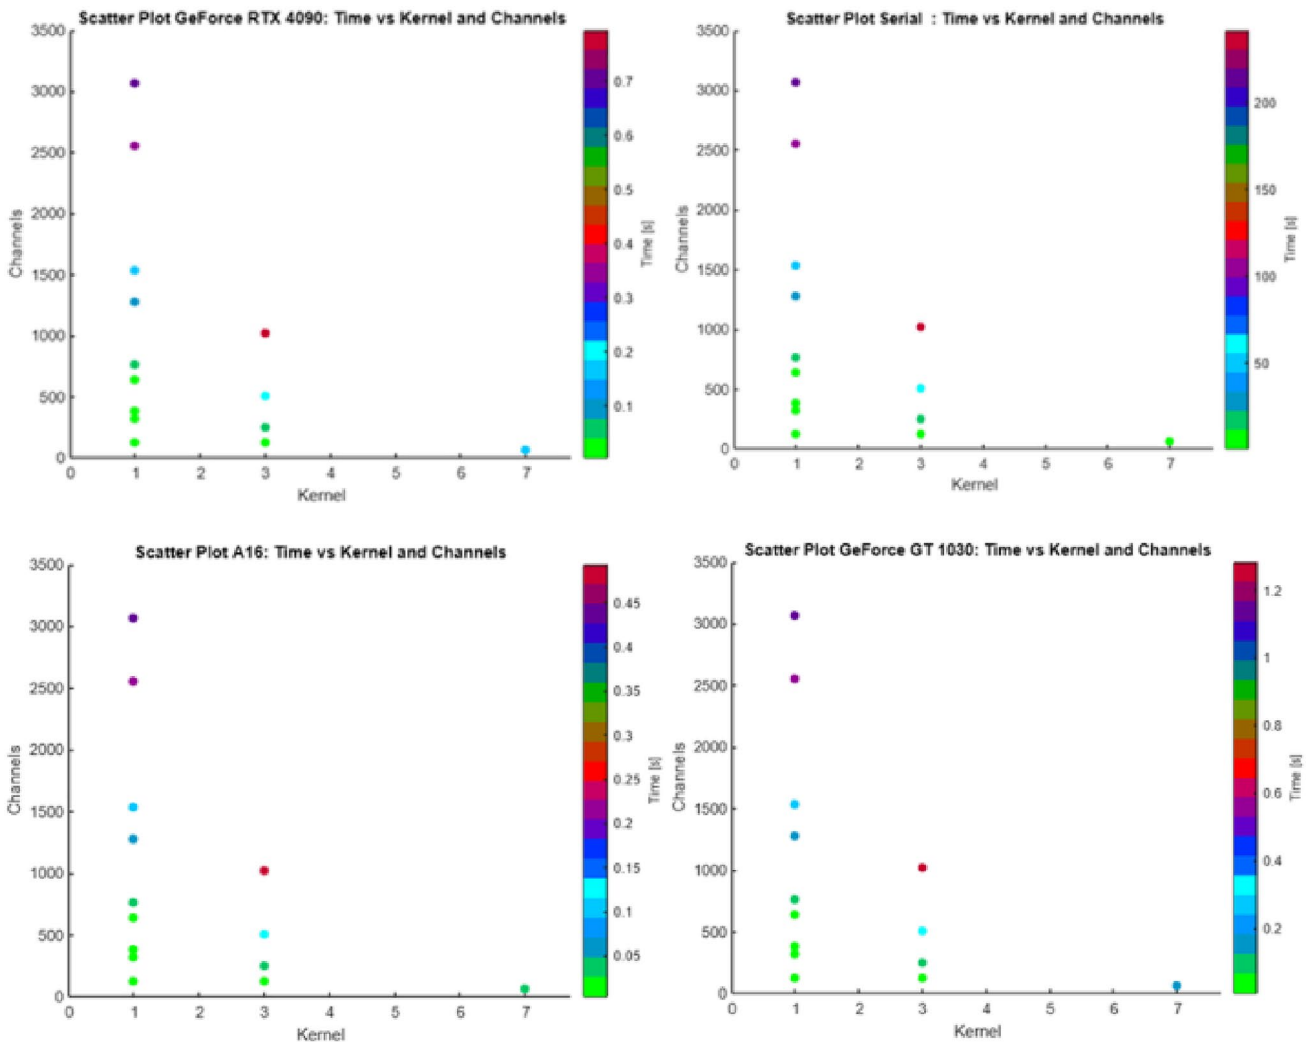 Scatter Plot GeForce RTX 4090: Time vs Kernel and Channels
3500
3000
2500
2000
1500
1000
500
0
Channels
0 1 2 3 4 5 6 7
Kernel
0.7
0.6
0.5
0.4
0.3
0.2
0.1
Time [s]
Scatter Plot Serial : Time vs Kernel and Channels
3500
3000
2500
2000
1500
1000
500
0
Channels
0 1 2 3 4 5 6 7
Kernel
200
150
100
50
Time [s]
Scatter Plot A16: Time vs Kernel and Channels
3500
3000
2500
2000
1500
1000
500
0
Channels
0 1 2 3 4 5 6 7
Kernel
0.45
0.4
0.35
0.3
0.25
0.2
0.15
0.1
0.05
Time [s]
Scatter Plot GeForce GT 1030: Time vs Kernel and Channels
3500
3000
2500
2000
1500
1000
500
0
Channels
0 1 2 3 4 5 6 7
Kernel
1.2
1
0.8
0.6
0.4
0.2
Time [s]